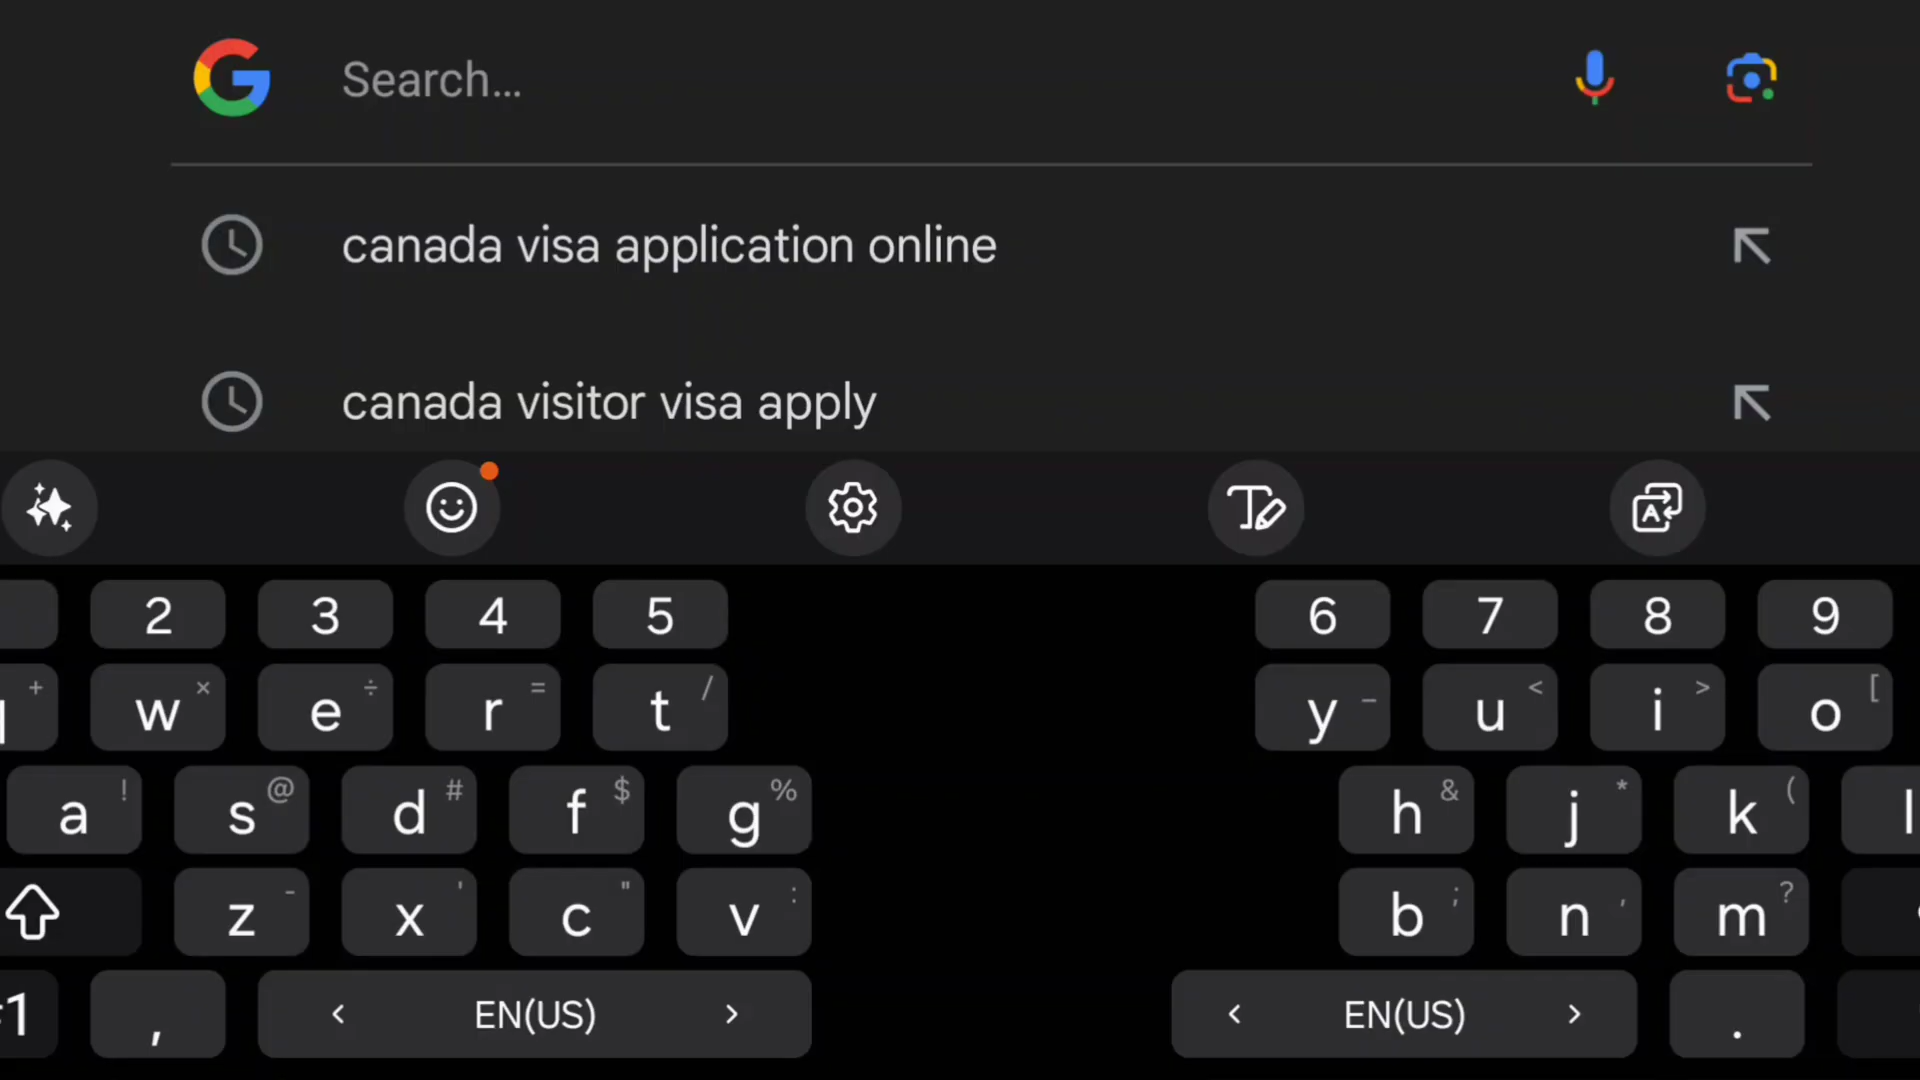 Search...
canada visa application online
canada visitor visa apply
2 3 4 5 6 7 8 9
+ w × e ÷ r = t / y - u < i > o [
a ! s @ d # f $ g % h & j * k ( l
z - x ' c " v : b ; n , m ?
1 , < EN(US) > < EN(US) > .